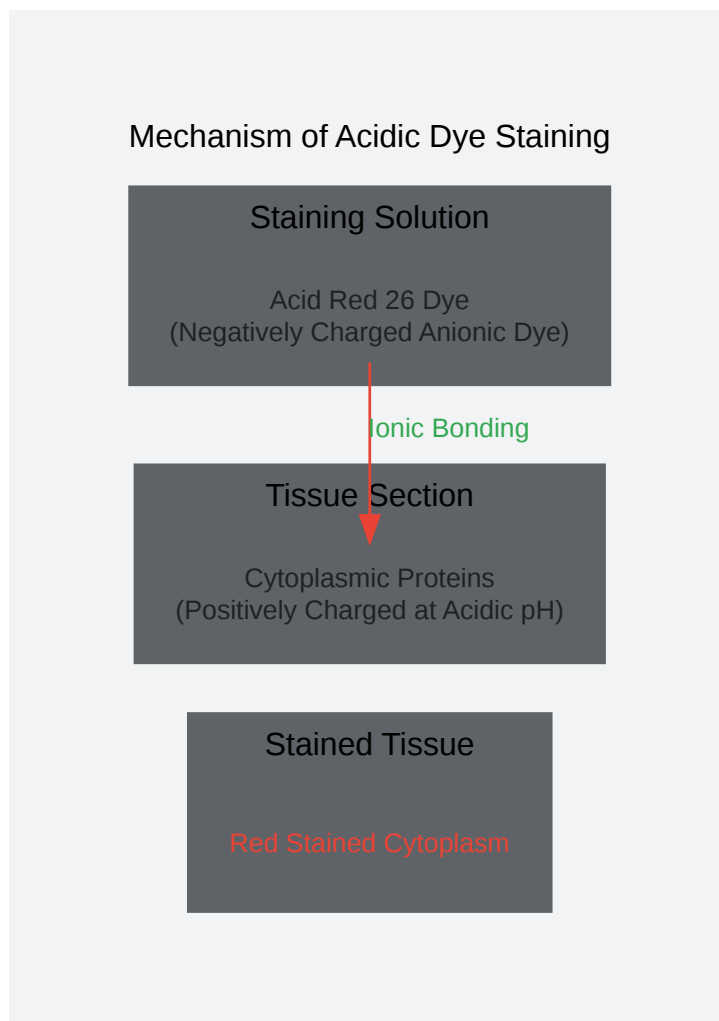 Mechanism of Acidic Dye Staining
Staining Solution
Acid Red 26 Dye
(Negatively Charged Anionic Dye)
Ionic Bonding
Tissue Section
Cytoplasmic Proteins
(Positively Charged at Acidic pH)
Stained Tissue
Red Stained Cytoplasm